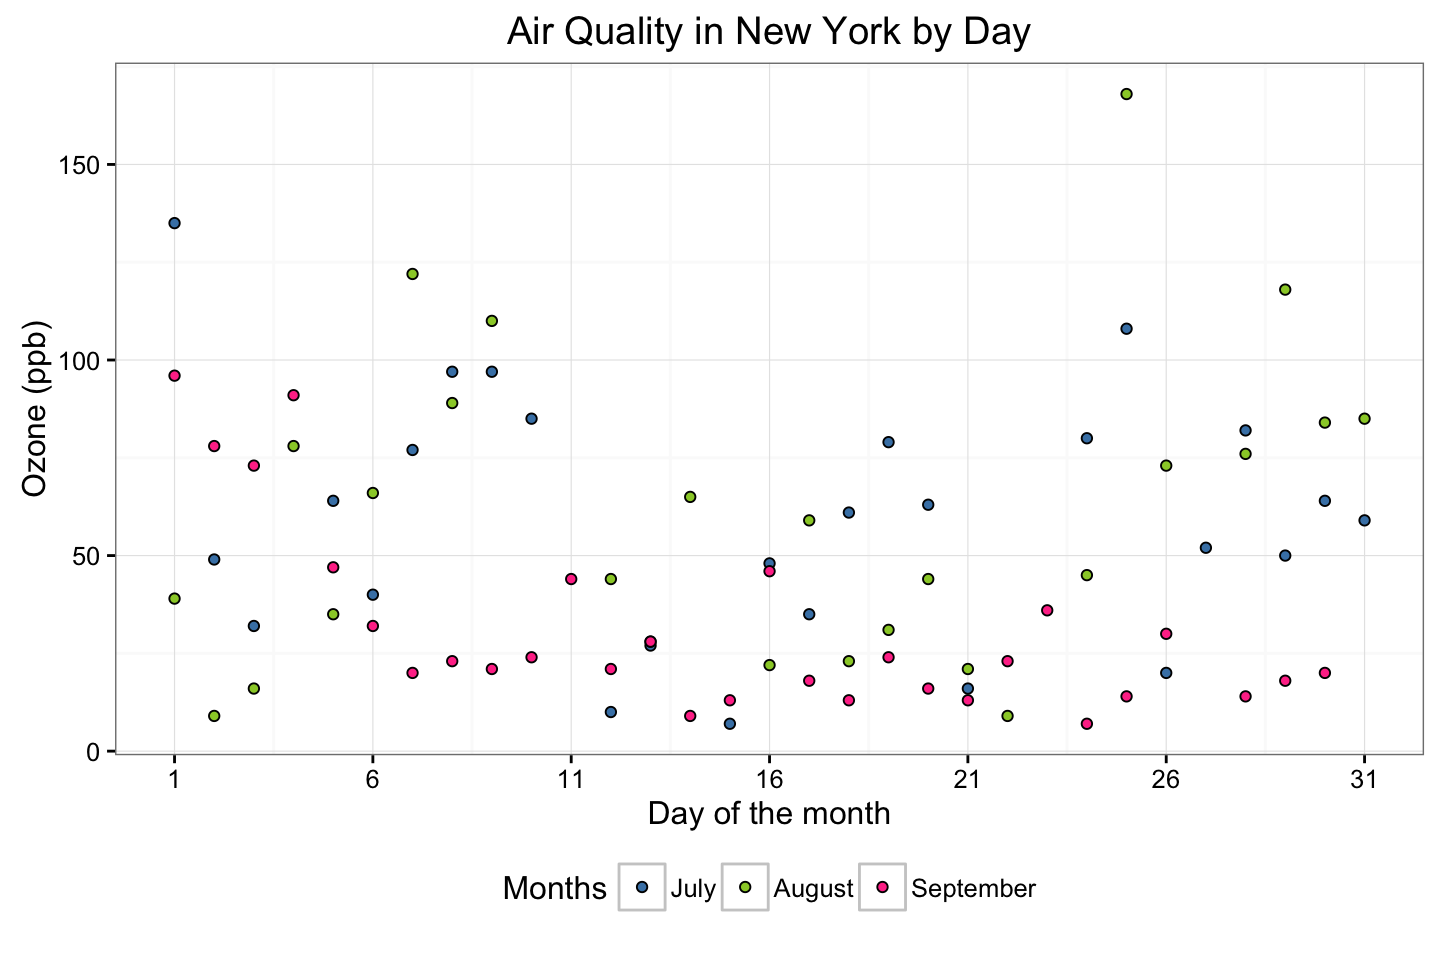 Air Quality in New York by Day
Ozone (ppb)
150
100
50
0
1 6 11 16 21 26 31
Day of the month
Months July August September